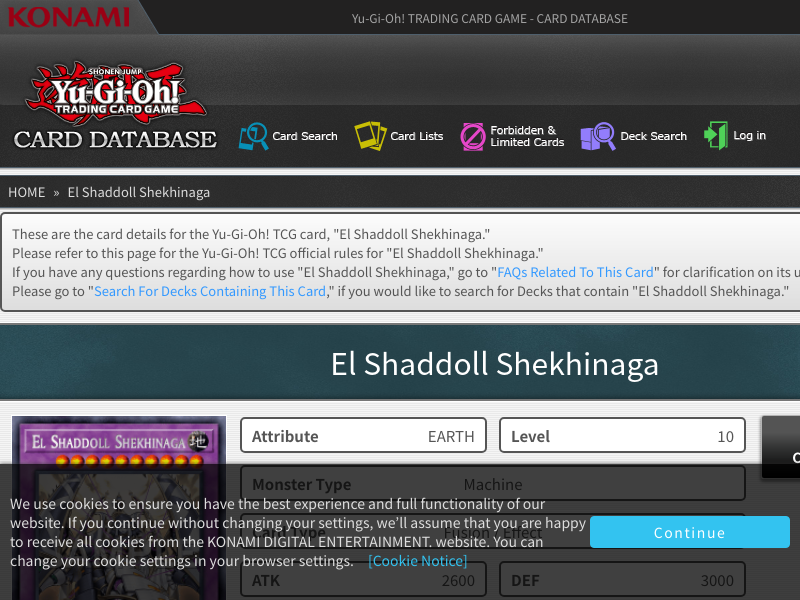 KONAMI
Yu-Gi-Oh! TRADING CARD GAME - CARD DATABASE
SHONEN JUMP
Yu-Gi-Oh!
TRADING CARD GAME
CARD DATABASE
Card Search
Card Lists
Forbidden &
Limited Cards
Deck Search
Log in
HOME » El Shaddoll Shekhinaga
These are the card details for the Yu-Gi-Oh! TCG card, "El Shaddoll Shekhinaga."
Please refer to this page for the Yu-Gi-Oh! TCG official rules for "El Shaddoll Shekhinaga."
If you have any questions regarding how to use "El Shaddoll Shekhinaga," go to "FAQs Related To This Card" for clarification on its u
Please go to "Search For Decks Containing This Card," if you would like to search for Decks that contain "El Shaddoll Shekhinaga."
El Shaddoll Shekhinaga
EL SHADDOLL SHEKHINAGA 地
Attribute EARTH
Level 10
C
Monster Type Machine
Card Type Fusion / Effect
ATK 2600
DEF 3000
We use cookies to ensure you have the best experience and full functionality of our
website. If you continue without changing your settings, we’ll assume that you are happy
to receive all cookies from the KONAMI DIGITAL ENTERTAINMENT. website. You can
change your cookie settings in your browser settings. [Cookie Notice]
Continue